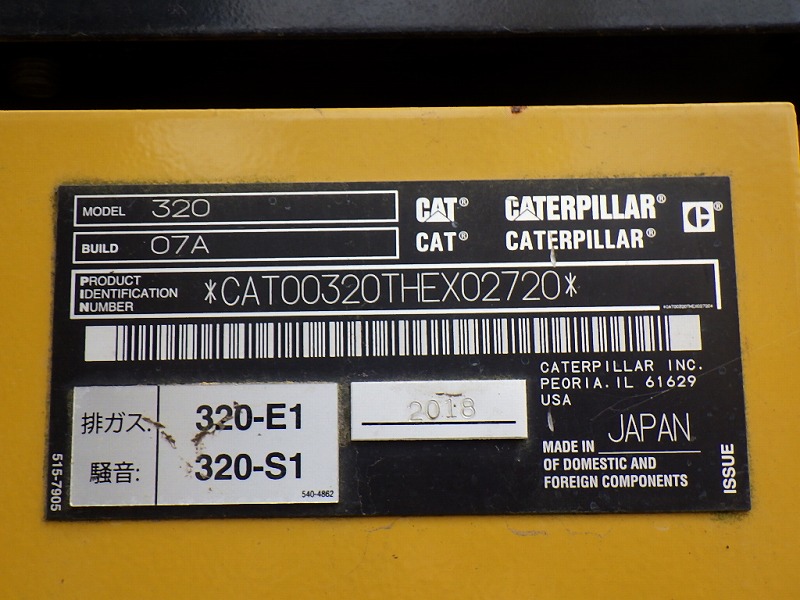 MODEL 320
BUILD 07A
CAT® CATERPILLAR®
CAT® CATERPILLAR®
PRODUCT IDENTIFICATION NUMBER *CAT00320THEX02720*
*CAT00320THEX02720*
CATERPILLAR INC.
PEORIA. IL 61629
USA
排ガス: 320-E1
騒音: 320-S1
540-4862
2018
MADE IN JAPAN
OF DOMESTIC AND
FOREIGN COMPONENTS
ISSUE
515-7905